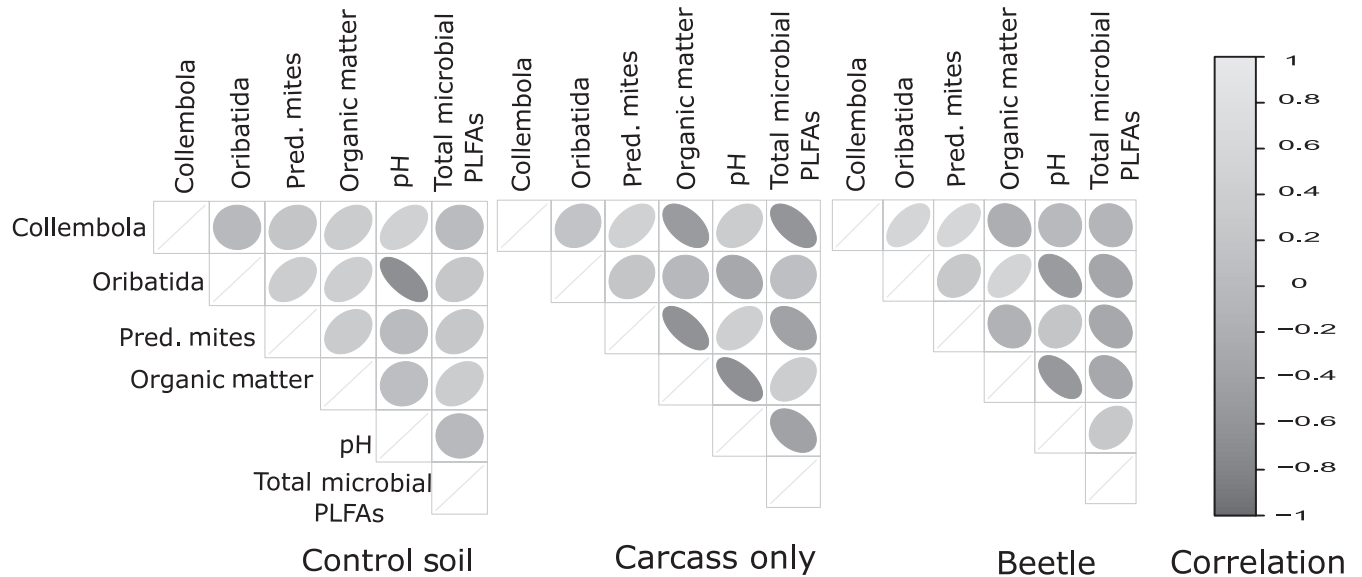 Collembola
Oribatida
Pred. mites
Organic matter
pH
Total microbial
PLFAs
Collembola
Oribatida
Pred. mites
Organic matter
pH
Total microbial
PLFAs
Collembola
Oribatida
Pred. mites
Organic matter
pH
Total microbial
PLFAs
Collembola
Oribatida
Pred. mites
Organic matter
pH
Total microbial
PLFAs
1
0.8
0.6
0.4
0.2
0
−0.2
−0.4
−0.6
−0.8
−1
Control soil
Carcass only
Beetle
Correlation